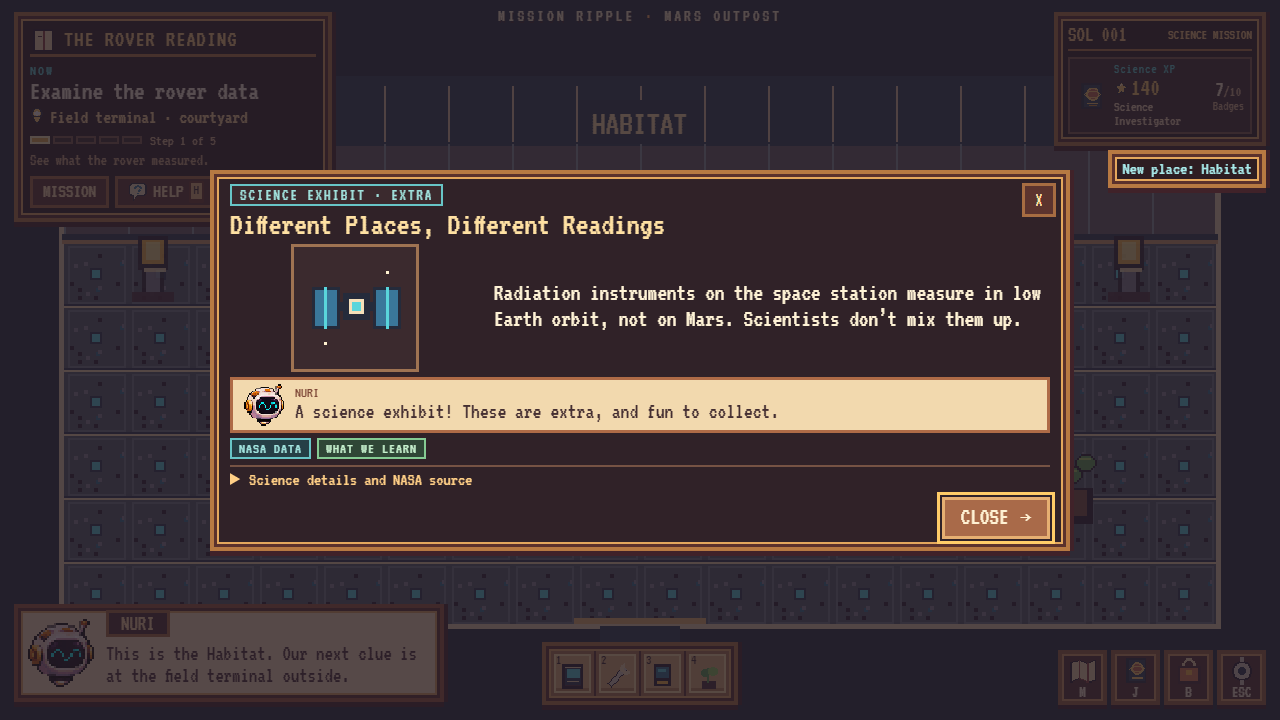 MISSION RIPPLE · MARS OUTPOST
THE ROVER READING
NOW
Examine the rover data
Field terminal · courtyard
Step 1 of 5
See what the rover measured.
MISSION
HELP H
HABITAT
SOL 001
SCIENCE MISSION
Science XP
140
Science
Investigator
7/10
Badges
New place: Habitat
SCIENCE EXHIBIT · EXTRA
X
Different Places, Different Readings
Radiation instruments on the space station measure in low
Earth orbit, not on Mars. Scientists don't mix them up.
NURI
A science exhibit! These are extra, and fun to collect.
NASA DATA
WHAT WE LEARN
Science details and NASA source
CLOSE →
NURI
This is the Habitat. Our next clue is
at the field terminal outside.
1 2 3 4
M J B ESC